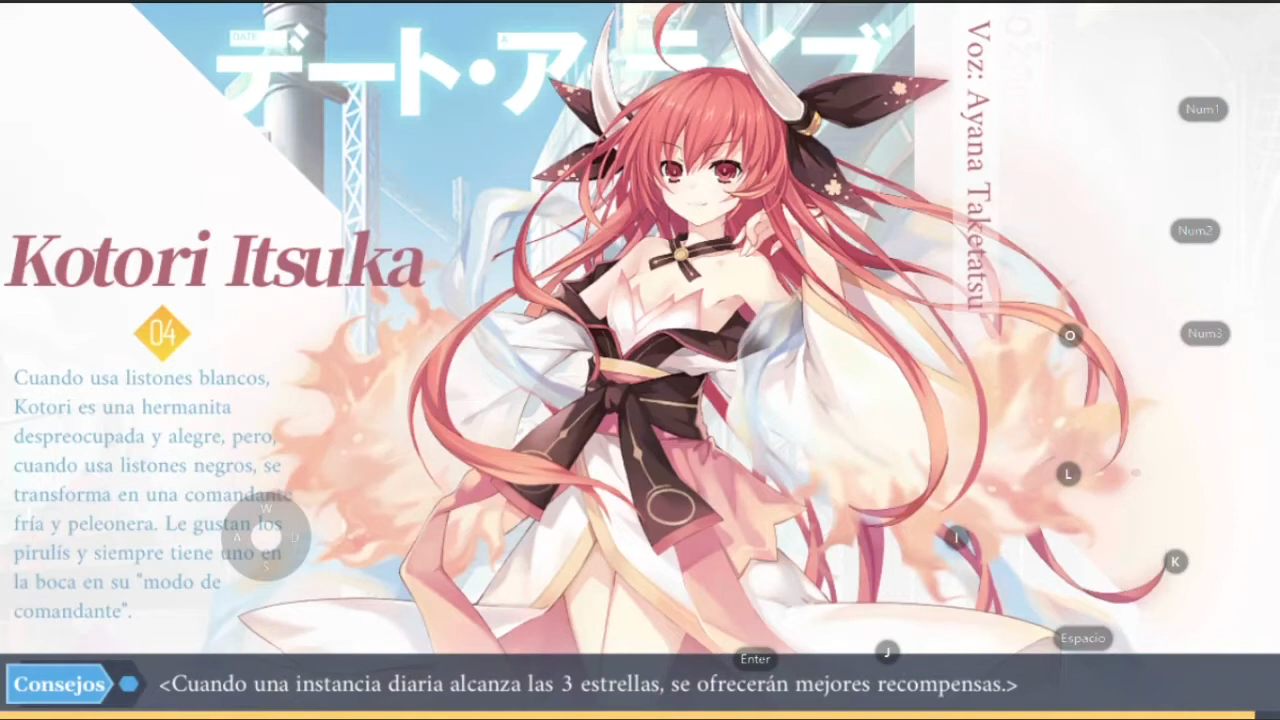 DATE
デート・ア・ライブ
Voz: Ayana Taketatsu
Kotori Itsuka
04
Cuando usa listones blancos,
Kotori es una hermanita
despreocupada y alegre, pero,
cuando usa listones negros, se
transforma en una comandante
fría y peleonera. Le gustan los
pirulís y siempre tiene uno en
la boca en su "modo de
comandante".
W
A D
S
Num1
Num2
Num3
O
L
I
K
Espacio
J
Enter
Consejos
<Cuando una instancia diaria alcanza las 3 estrellas, se ofrecerán mejores recompensas.>